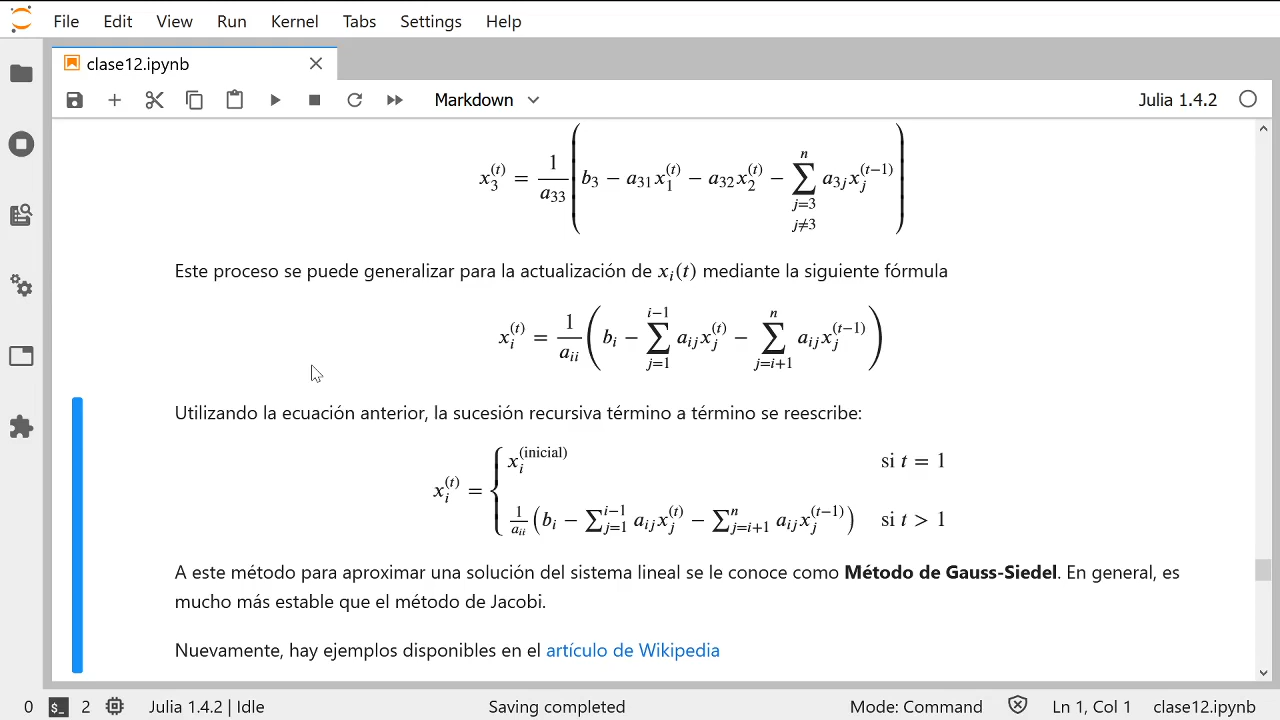 File Edit View Run Kernel Tabs Settings Help
clase12.ipynb
Markdown
Julia 1.4.2
x_3^{(t)} = \frac{1}{a_{33}} \left( b_3 − a_{31}x_1^{(t)} − a_{32}x_2^{(t)} − \sum_{\substack{j=3 \\ j≠3}}^{n} a_{3j}x_j^{(t−1)} \right)
Este proceso se puede generalizar para la actualización de x_i(t) mediante la siguiente fórmula
x_i^{(t)} = \frac{1}{a_{ii}} \left( b_i − \sum_{j=1}^{i−1} a_{ij}x_j^{(t)} − \sum_{j=i+1}^{n} a_{ij}x_j^{(t−1)} \right)
Utilizando la ecuación anterior, la sucesión recursiva término a término se reescribe:
x_i^{(t)} = \begin{cases} x_i^{(\text{inicial})} & \text{si } t = 1 \\ \frac{1}{a_{ii}} \left( b_i − \sum_{j=1}^{i−1} a_{ij}x_j^{(t)} − \sum_{j=i+1}^{n} a_{ij}x_j^{(t−1)} \right) & \text{si } t > 1 \end{cases}
A este método para aproximar una solución del sistema lineal se le conoce como Método de Gauss-Siedel. En general, es
mucho más estable que el método de Jacobi.
Nuevamente, hay ejemplos disponibles en el artículo de Wikipedia
0 $_ 2 Julia 1.4.2 | Idle Saving completed Mode: Command Ln 1, Col 1 clase12.ipynb